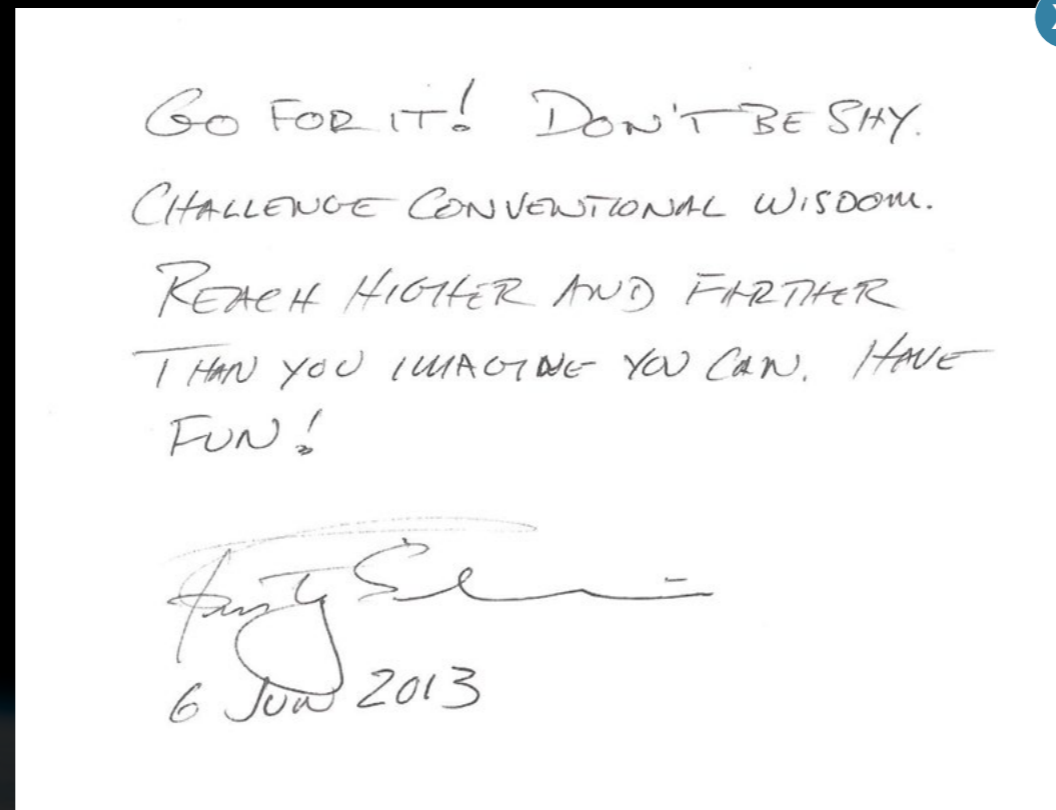 GO FOR IT! DON'T BE SHY.
CHALLENGE CONVENTIONAL WISDOM.
REACH HIGHER AND FARTHER
THAN YOU IMAGINE YOU CAN. HAVE
FUN!
6 JUN 2013